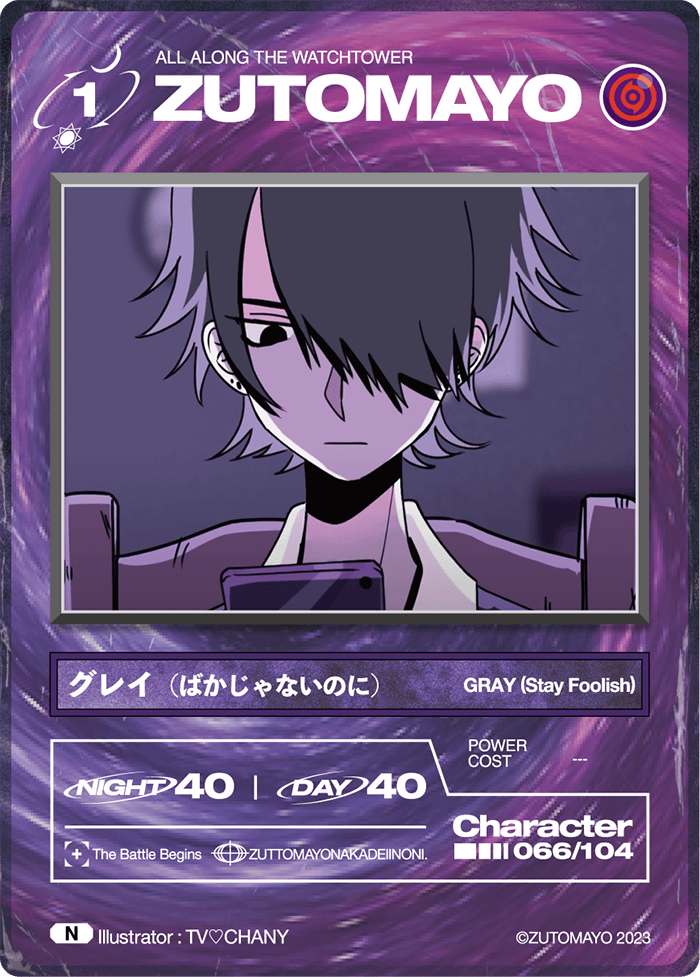 ALL ALONG THE WATCHTOWER
1 ZUTOMAYO
グレイ（ばかじゃないのに） GRAY (Stay Foolish)
POWER COST ---
NIGHT 40 | DAY 40
Character
066/104
The Battle Begins ZUTTOMAYONAKADEIINONI.
N Illustrator : TV♡CHANY ©ZUTOMAYO 2023